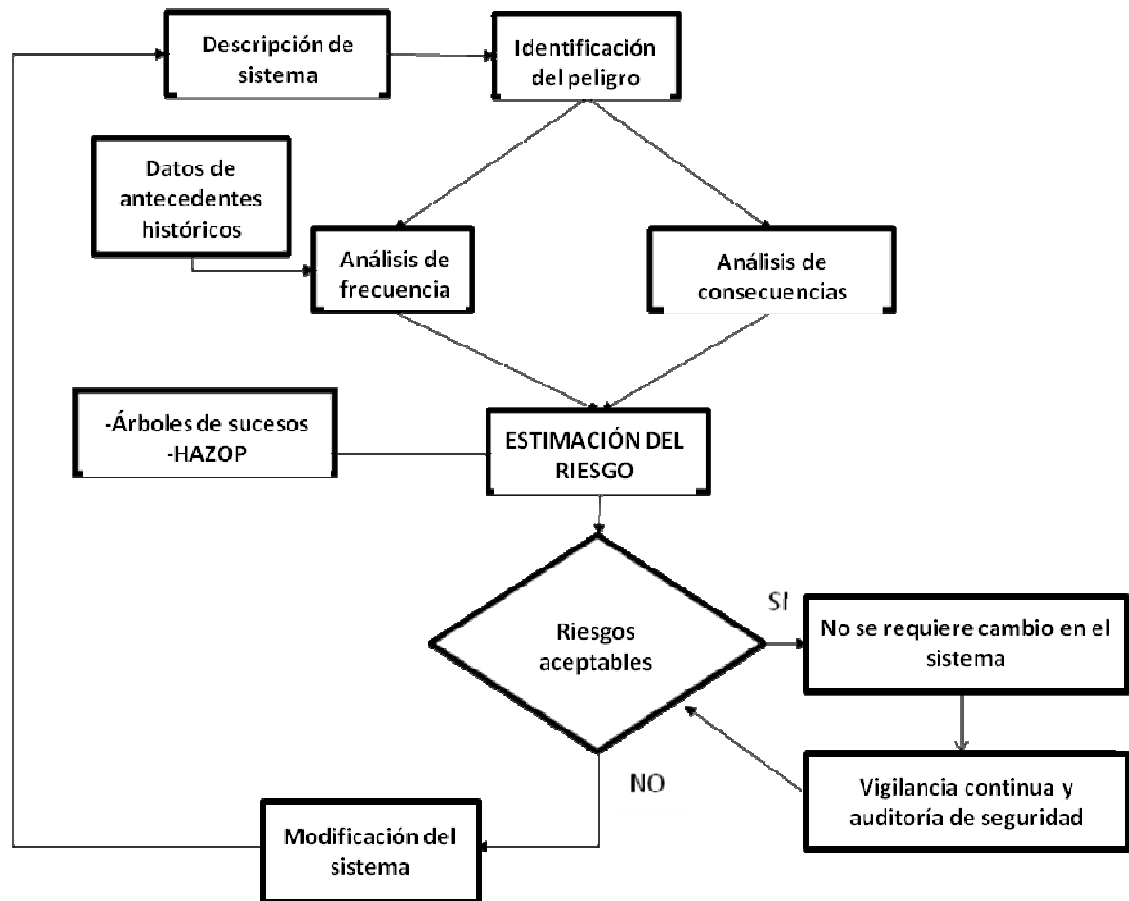 Descripción de
sistema
Identificación
del peligro
Datos de
antecedentes
históricos
Análisis de
frecuencia
Análisis de
consecuencias
-Árboles de sucesos
-HAZOP
ESTIMACIÓN DEL
RIESGO
Riesgos
aceptables
SI
No se requiere cambio en el
sistema
NO
Vigilancia continua y
auditoría de seguridad
Modificación del
sistema